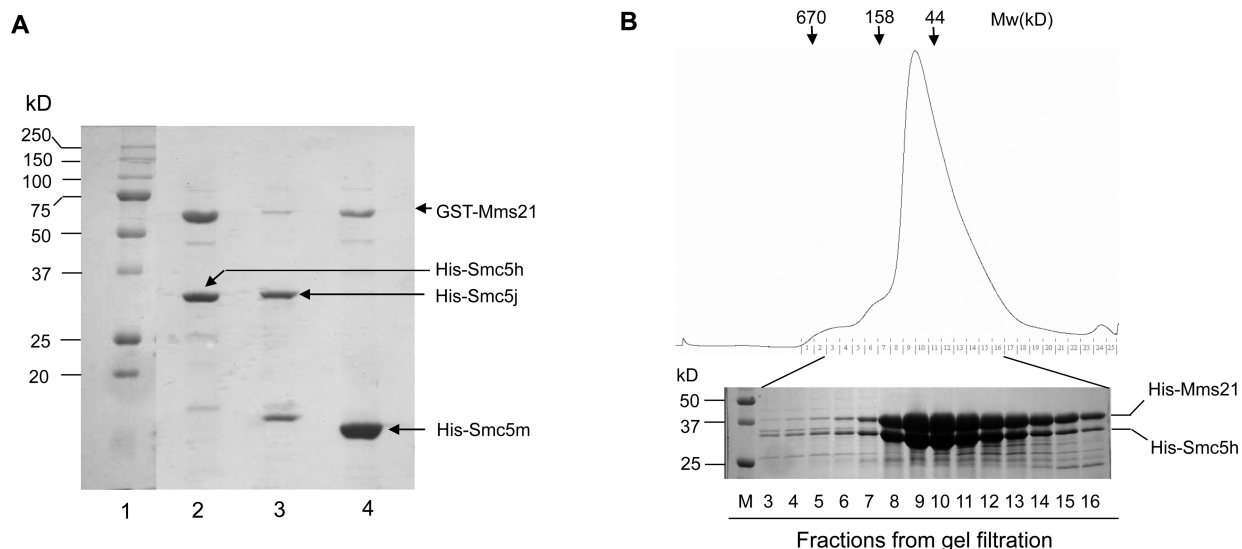 A
kD
250
150
100
75
50
37
25
20
GST-Mms21
His-Smc5h
His-Smc5j
His-Smc5m
1 2 3 4
B
670 158 44 Mw(kD)
1 2 3 4 5 6 7 8 9 10 11 12 13 14 15 16 17 18 19 20 21 22 23 24 25
kD
50
37
25
His-Mms21
His-Smc5h
M 3 4 5 6 7 8 9 10 11 12 13 14 15 16
Fractions from gel filtration